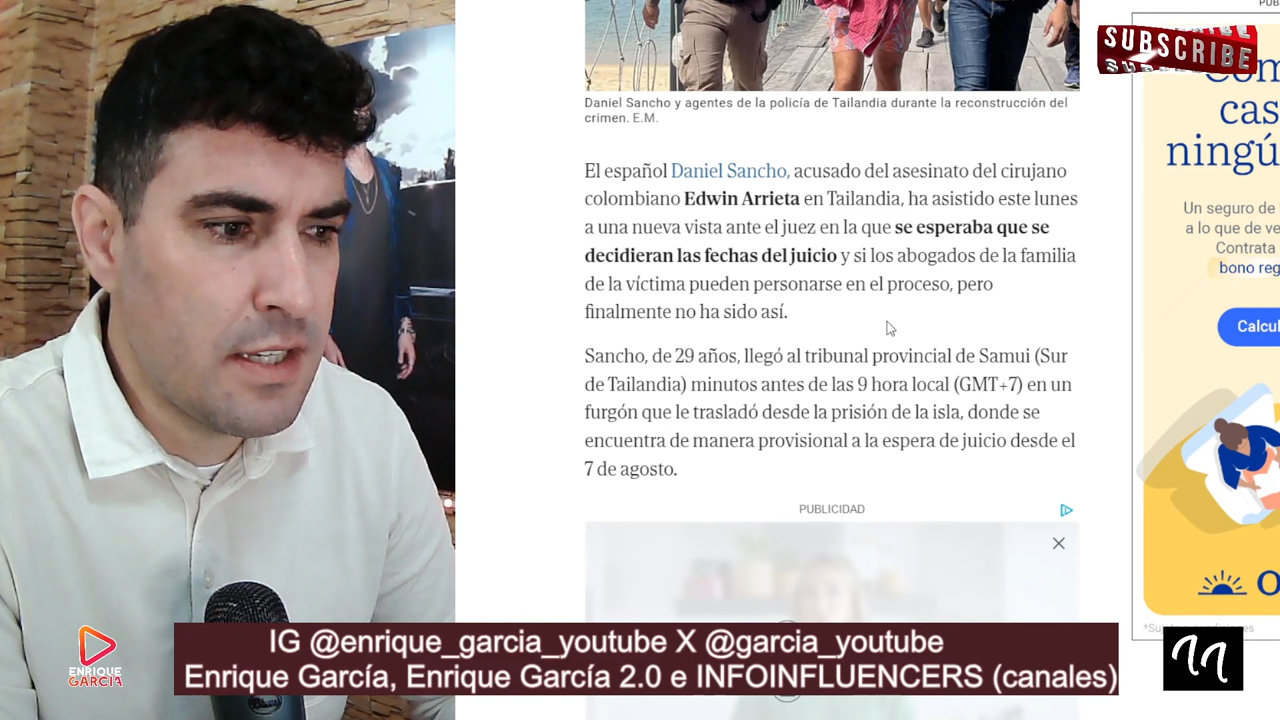 PUB
SUBSCRIBE
Daniel Sancho y agentes de la policía de Tailandia durante la reconstrucción del
crimen. E.M.
El español Daniel Sancho, acusado del asesinato del cirujano
colombiano Edwin Arrieta en Tailandia, ha asistido este lunes
a una nueva vista ante el juez en la que se esperaba que se
decidieran las fechas del juicio y si los abogados de la familia
de la víctima pueden personarse en el proceso, pero
finalmente no ha sido así.
Sancho, de 29 años, llegó al tribunal provincial de Samui (Sur
de Tailandia) minutos antes de las 9 hora local (GMT+7) en un
furgón que le trasladó desde la prisión de la isla, donde se
encuentra de manera provisional a la espera de juicio desde el
7 de agosto.
PUBLICIDAD
cas
ningú
Un seguro de
a lo que de ve
Contrata
bono reg
Calcul
O
IG @enrique_garcia_youtube X @garcia_youtube
Enrique García, Enrique García 2.0 e INFOINFLUENCERS (canales)
ENRIQUE
GARCÍA